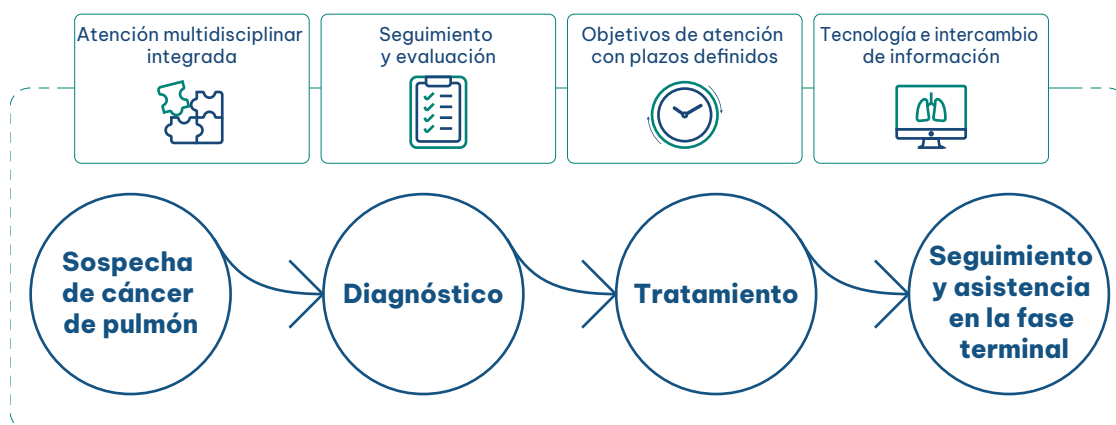 Atención multidisciplinar
integrada
Seguimiento
y evaluación
Objetivos de atención
con plazos definidos
Tecnología e intercambio
de información
Sospecha
de cáncer
de pulmón
Diagnóstico
Tratamiento
Seguimiento
y asistencia
en la fase
terminal